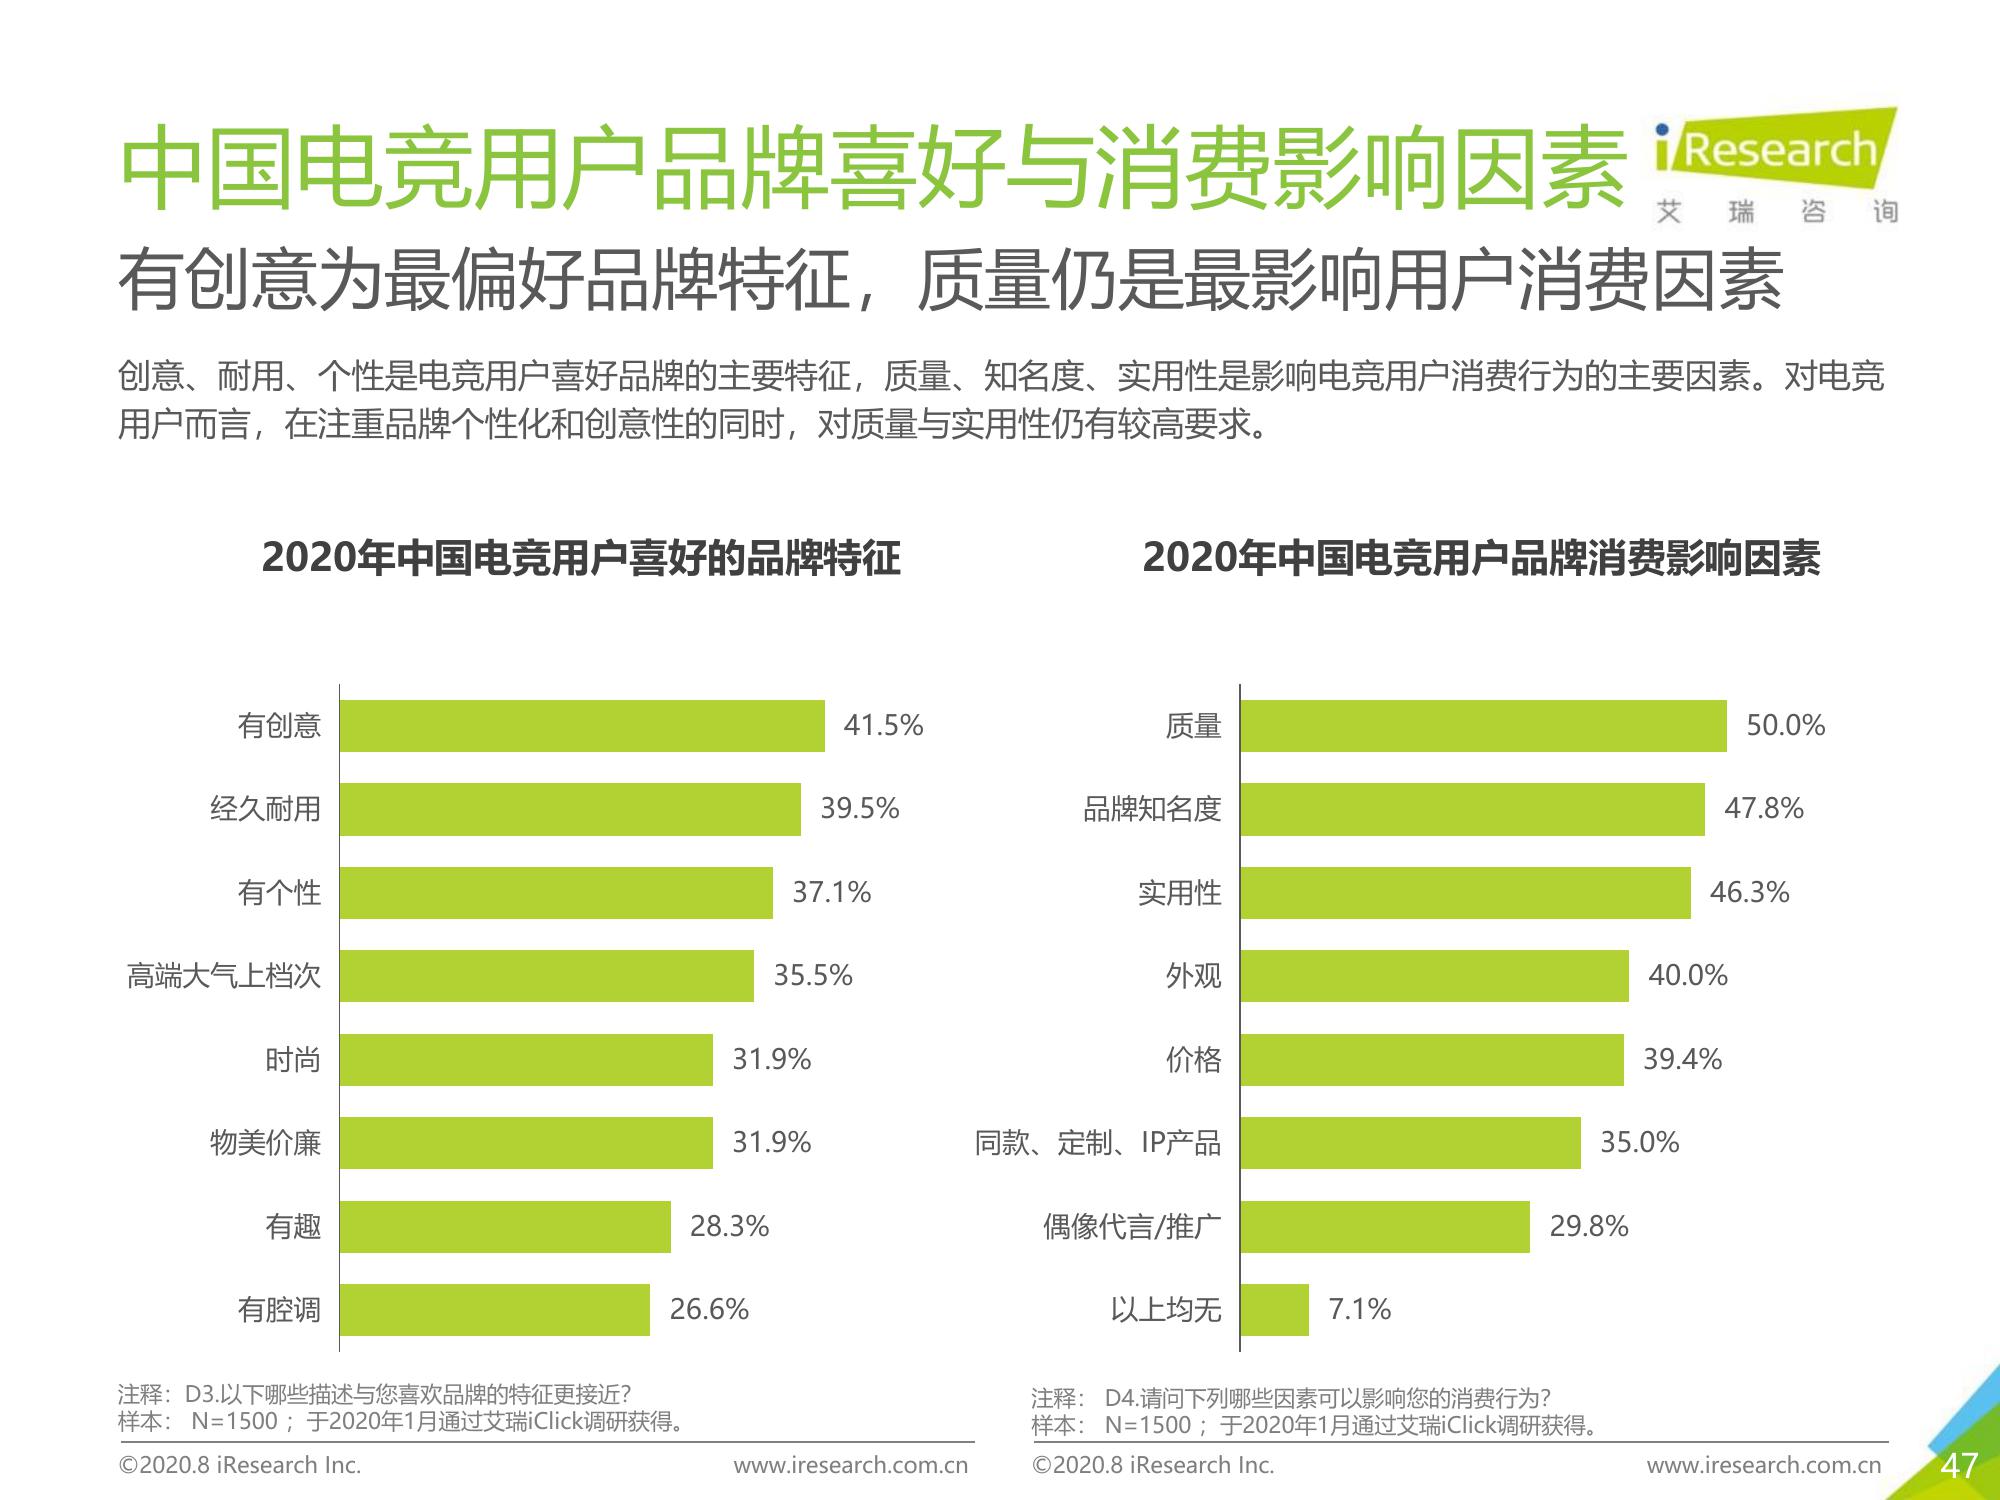 中国电竞用户品牌喜好与消费影响因素
iResearch
艾瑞咨询
有创意为最偏好品牌特征，质量仍是最影响用户消费因素
创意、耐用、个性是电竞用户喜好品牌的主要特征，质量、知名度、实用性是影响电竞用户消费行为的主要因素。对电竞
用户而言，在注重品牌个性化和创意性的同时，对质量与实用性仍有较高要求。
2020年中国电竞用户喜好的品牌特征
有创意 41.5%
经久耐用 39.5%
有个性 37.1%
高端大气上档次 35.5%
时尚 31.9%
物美价廉 31.9%
有趣 28.3%
有腔调 26.6%
注释：D3.以下哪些描述与您喜欢品牌的特征更接近？
样本： N=1500；于2020年1月通过艾瑞iClick调研获得。
©2020.8 iResearch Inc. www.iresearch.com.cn
2020年中国电竞用户品牌消费影响因素
质量 50.0%
品牌知名度 47.8%
实用性 46.3%
外观 40.0%
价格 39.4%
同款、定制、IP产品 35.0%
偶像代言/推广 29.8%
以上均无 7.1%
注释： D4.请问下列哪些因素可以影响您的消费行为？
样本： N=1500；于2020年1月通过艾瑞iClick调研获得。
©2020.8 iResearch Inc. www.iresearch.com.cn
47